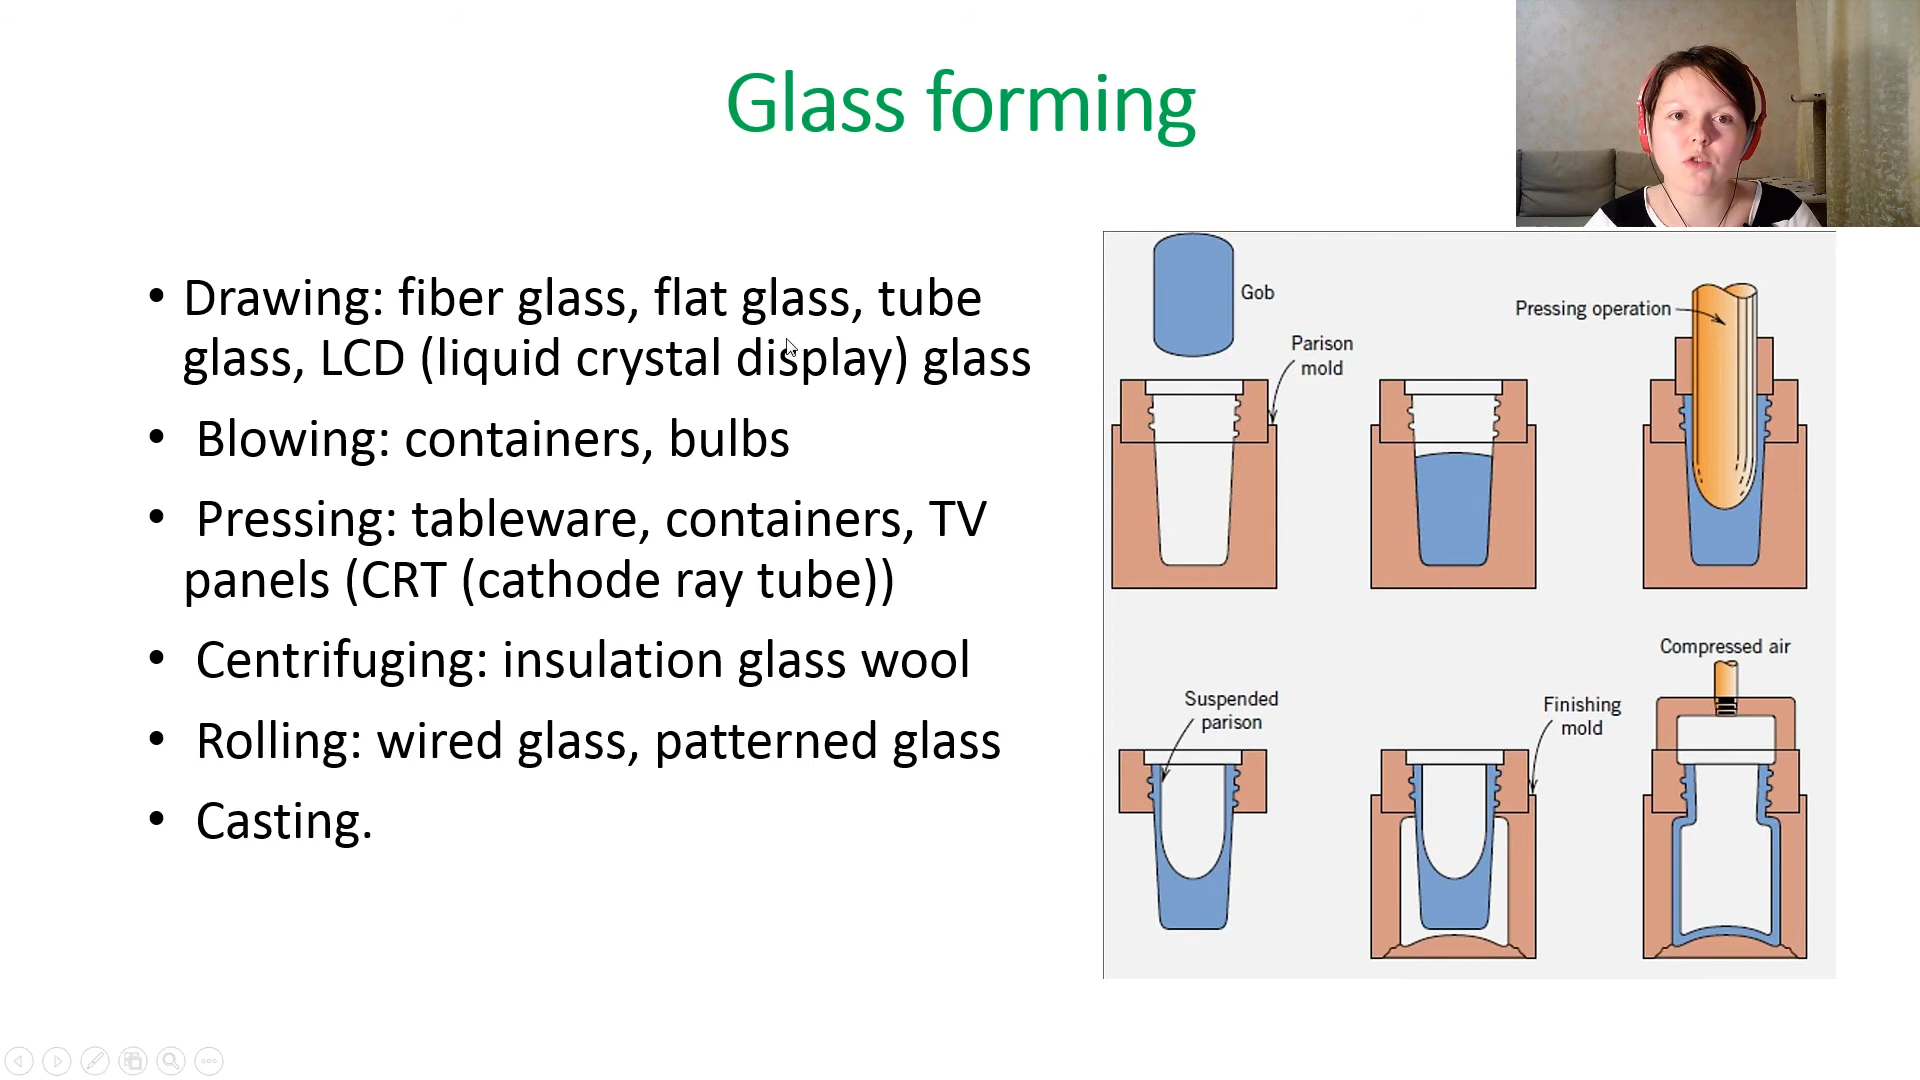 Glass forming
• Drawing: fiber glass, flat glass, tube
glass, LCD (liquid crystal display) glass
• Blowing: containers, bulbs
• Pressing: tableware, containers, TV
panels (CRT (cathode ray tube))
• Centrifuging: insulation glass wool
• Rolling: wired glass, patterned glass
• Casting.
Gob
Parison
mold
Pressing operation
Suspended
parison
Finishing
mold
Compressed air